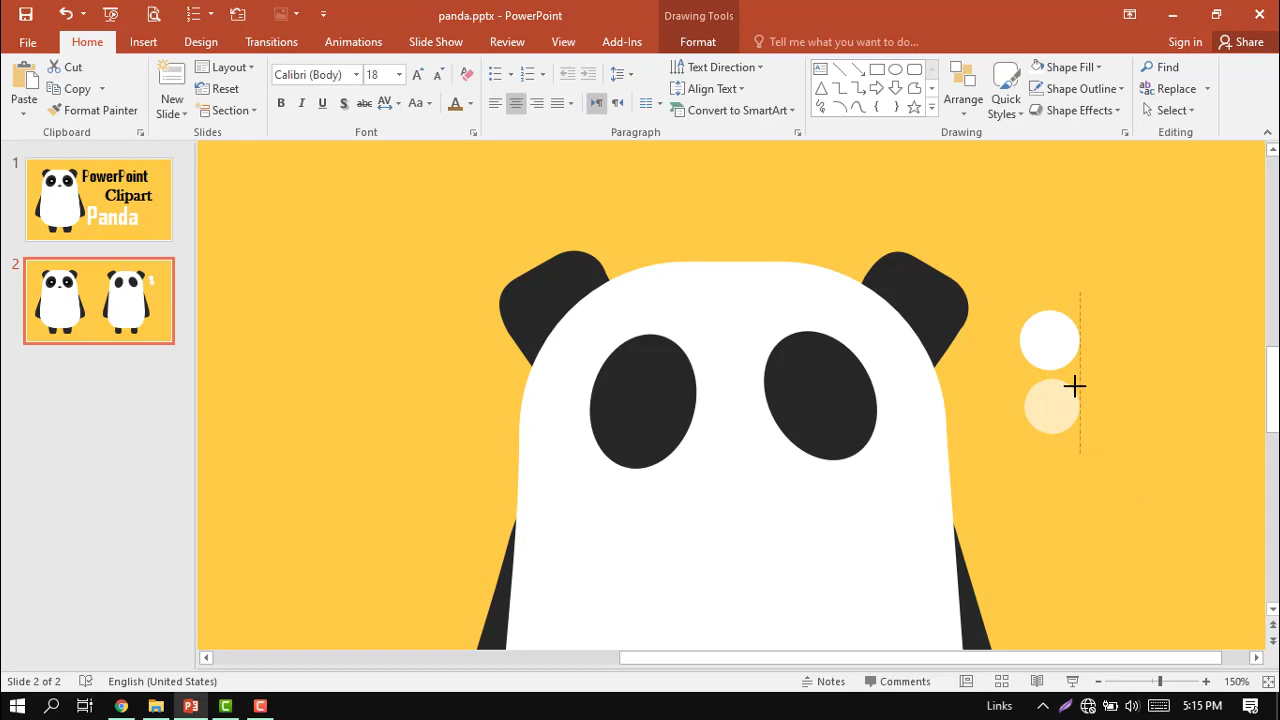 panda.pptx - PowerPoint
Drawing Tools
File
Home
Insert
Design
Transitions
Animations
Slide Show
Review
View
Add-Ins
Format
Tell me what you want to do...
Sign in
Share
Paste
Cut
Copy
Format Painter
Clipboard
New
Slide
Layout
Reset
Section
Slides
Calibri (Body)
18
A
A
B
I
U
S
abc
AV
Aa
A
Font
Text Direction
Align Text
Convert to SmartArt
Paragraph
Arrange
Quick
Styles
Shape Fill
Shape Outline
Shape Effects
Drawing
Find
Replace
Select
Editing
1
PowerPoint
Clipart
Panda
2
Slide 2 of 2
English (United States)
Notes
Comments
150%
Links
5:15 PM